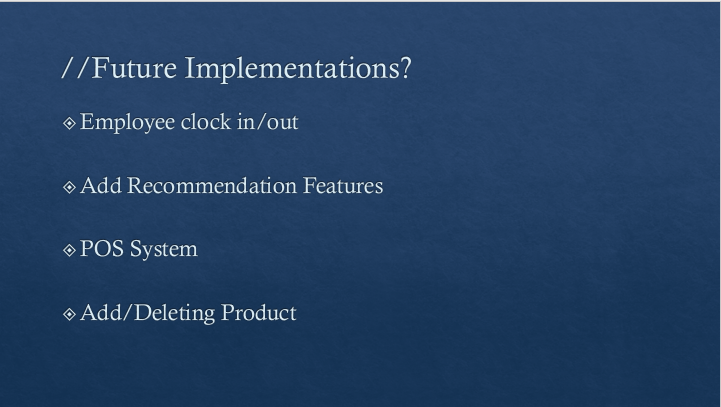 //Future Implementations?
Employee clock in/out
Add Recommendation Features
POS System
Add/Deleting Product